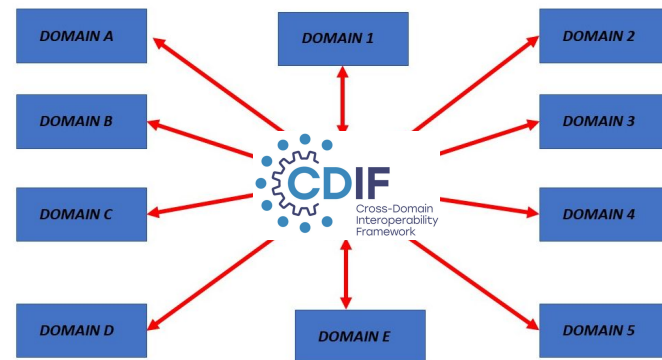 DOMAIN A
DOMAIN 1
DOMAIN 2
DOMAIN B
DOMAIN 3
CDIF
Cross-Domain
Interoperability
Framework
DOMAIN C
DOMAIN 4
DOMAIN D
DOMAIN E
DOMAIN 5